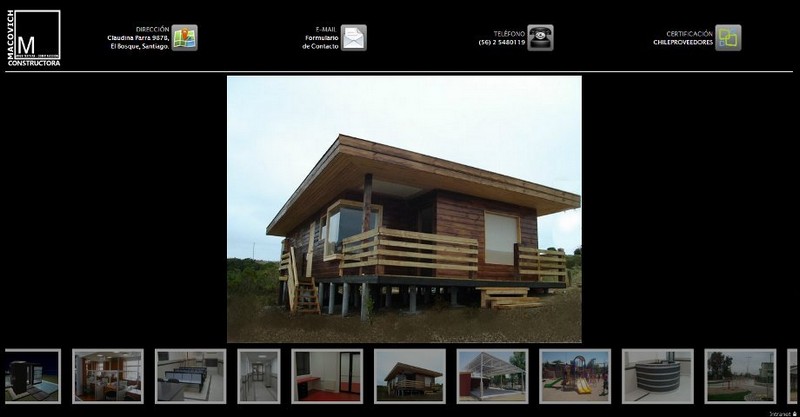 MACOVICH
M
CONSTRUCTORA
DIRECCIÓN
Claudina Parra 9878,
El Bosque, Santiago.
E-MAIL
Formulario
de Contacto
TELÉFONO
(56) 2 5480119
CERTIFICACIÓN
CHILEPROVEEDORES
Intranet